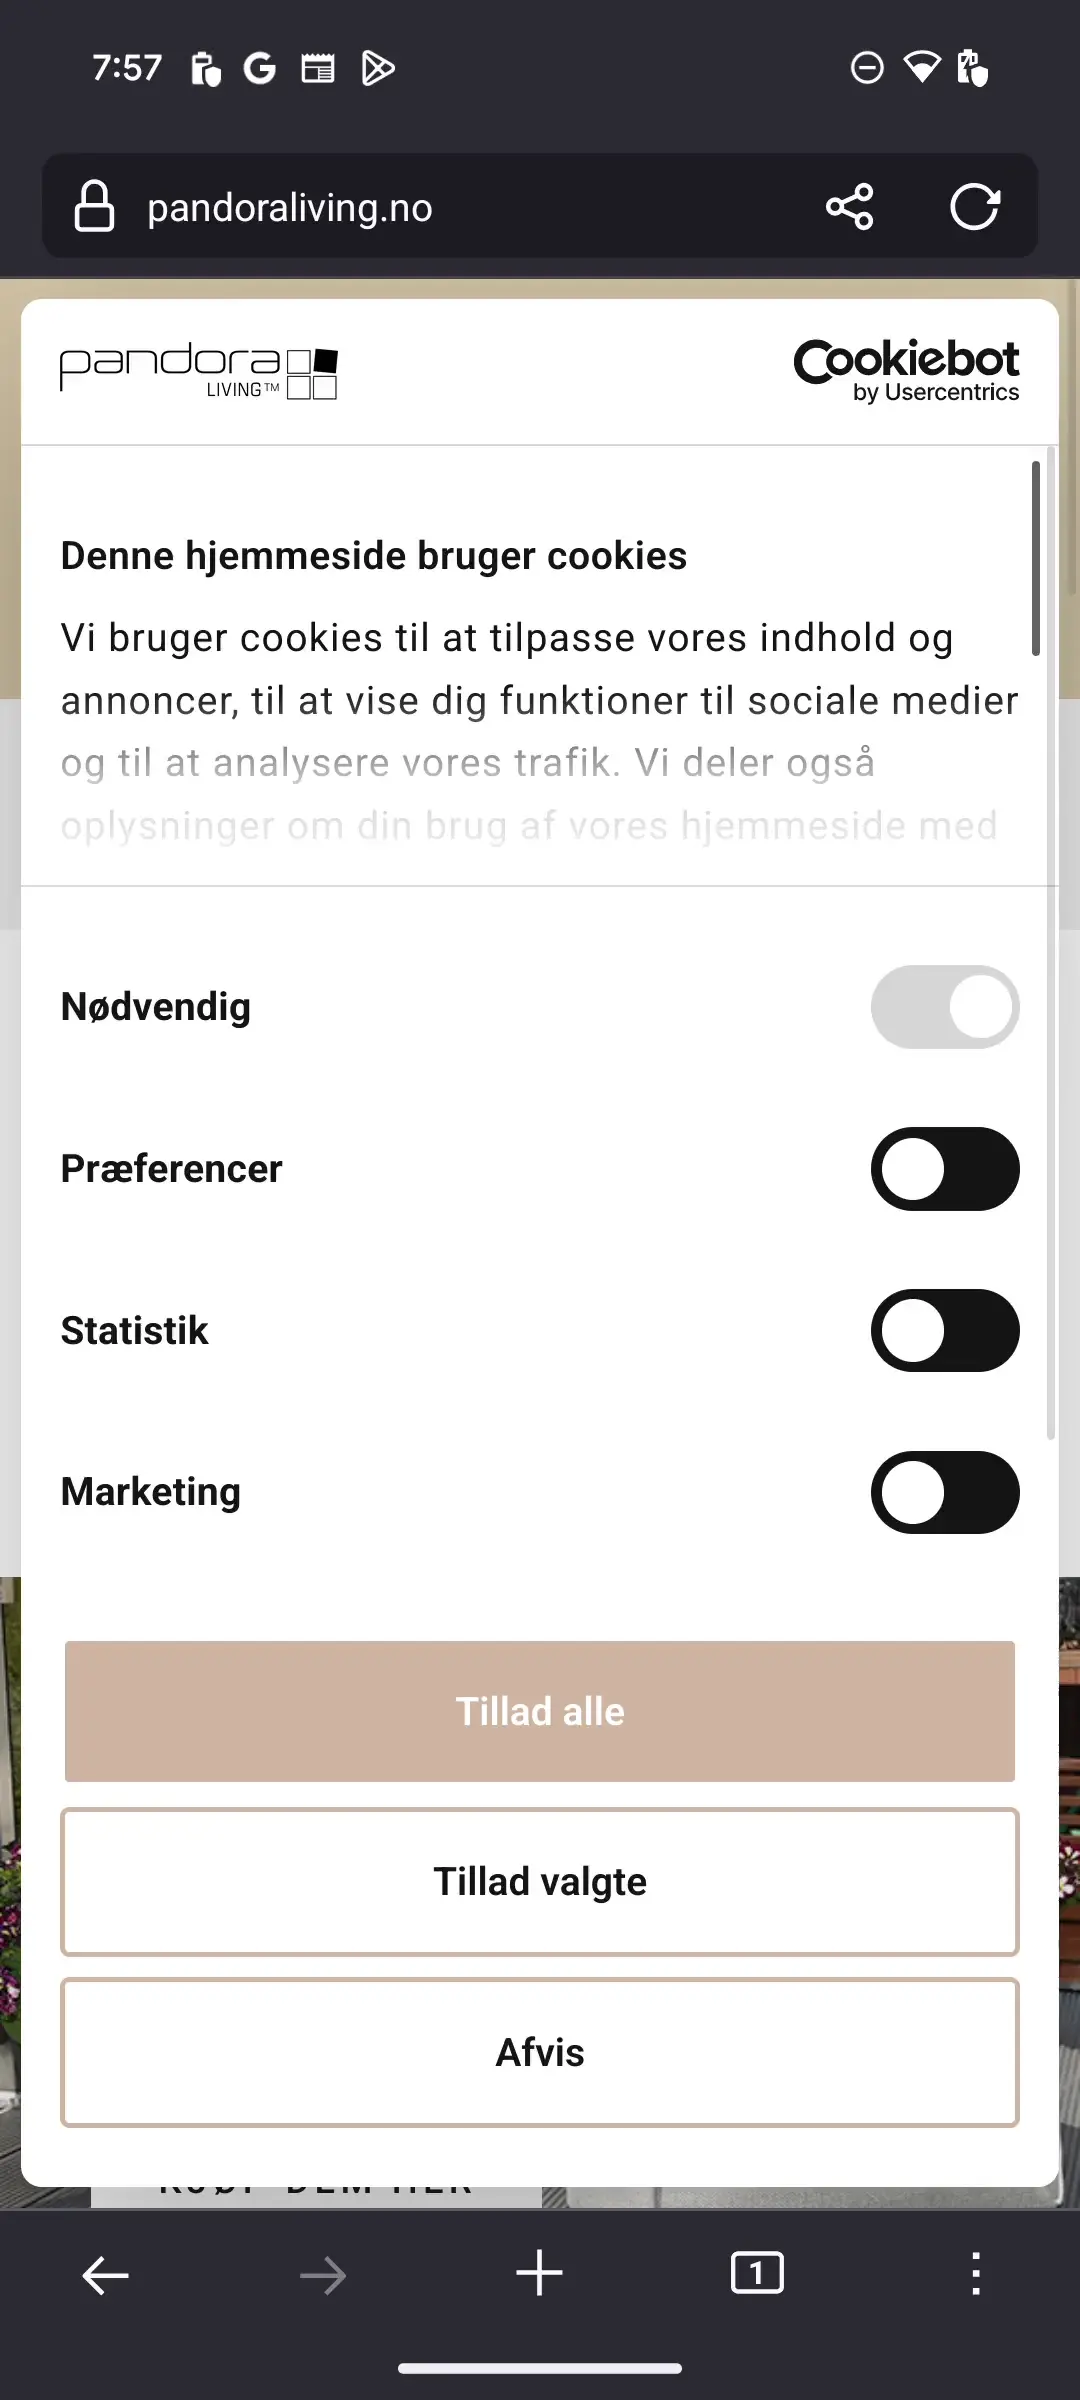 7:57
pandoraliving.no
pandora
LIVING™
Cookiebot
by Usercentrics
Denne hjemmeside bruger cookies
Vi bruger cookies til at tilpasse vores indhold og
annoncer, til at vise dig funktioner til sociale medier
og til at analysere vores trafik. Vi deler også
oplysninger om din brug af vores hjemmeside med
Nødvendig
Præferencer
Statistik
Marketing
Tillad alle
Tillad valgte
Afvis
KJØP DEM HER
1